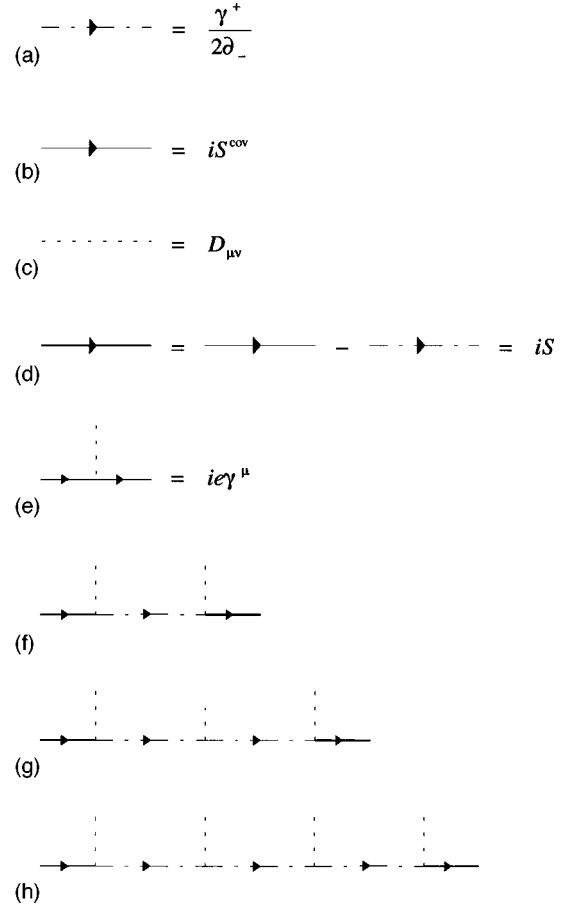 (a) = γ⁺ / 2∂₋
(b) = iS^cov
(c) = D_μν
(d) = − = iS
(e) = ieγ^μ
(f)
(g)
(h)